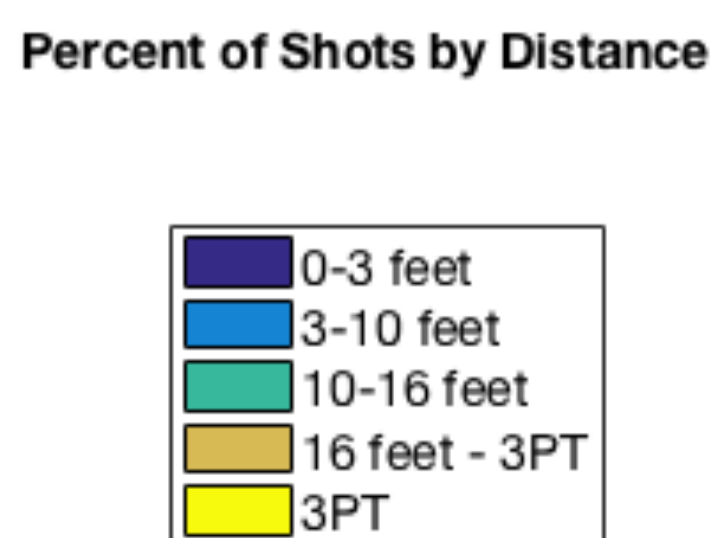 Percent of Shots by Distance
0-3 feet
3-10 feet
10-16 feet
16 feet - 3PT
3PT